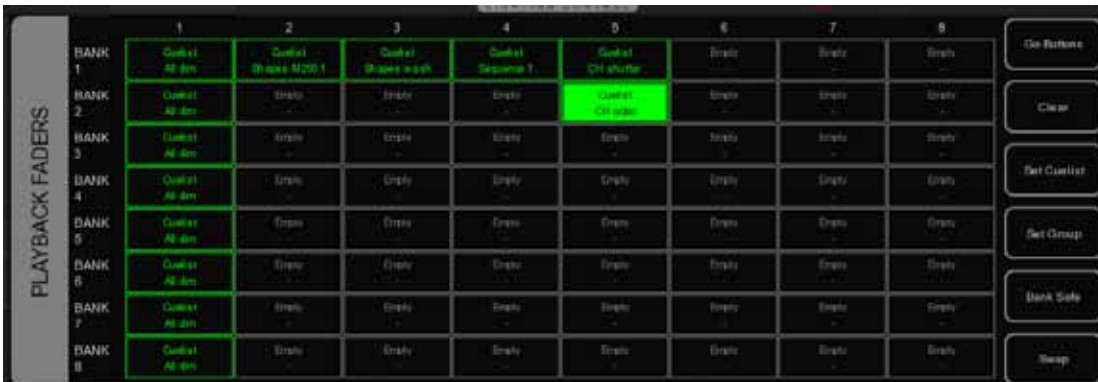 1 2 3 4 5 6 7 8
BANK 1
Cuelist All dim
Cuelist Shapes M250 1
Cuelist Shapes wash
Cuelist Sequence 1
Cuelist CH shutter
Empty -
Empty -
Empty -
BANK 2
Cuelist All dim
Empty -
Empty -
Empty -
Cuelist CH
Empty -
Empty -
Empty -
BANK 3
Cuelist All dim
Empty -
Empty -
Empty -
Empty -
Empty -
Empty -
Empty -
BANK 4
Cuelist All dim
Empty -
Empty -
Empty -
Empty -
Empty -
Empty -
Empty -
BANK 5
Cuelist All dim
Empty -
Empty -
Empty -
Empty -
Empty -
Empty -
Empty -
BANK 6
Cuelist All dim
Empty -
Empty -
Empty -
Empty -
Empty -
Empty -
Empty -
BANK 7
Cuelist All dim
Empty -
Empty -
Empty -
Empty -
Empty -
Empty -
Empty -
BANK 8
Cuelist All dim
Empty -
Empty -
Empty -
Empty -
Empty -
Empty -
Empty -
PLAYBACK FADERS
Go Buttons
Clear
Set Cuelist
Set Group
Bank Safe
Swap